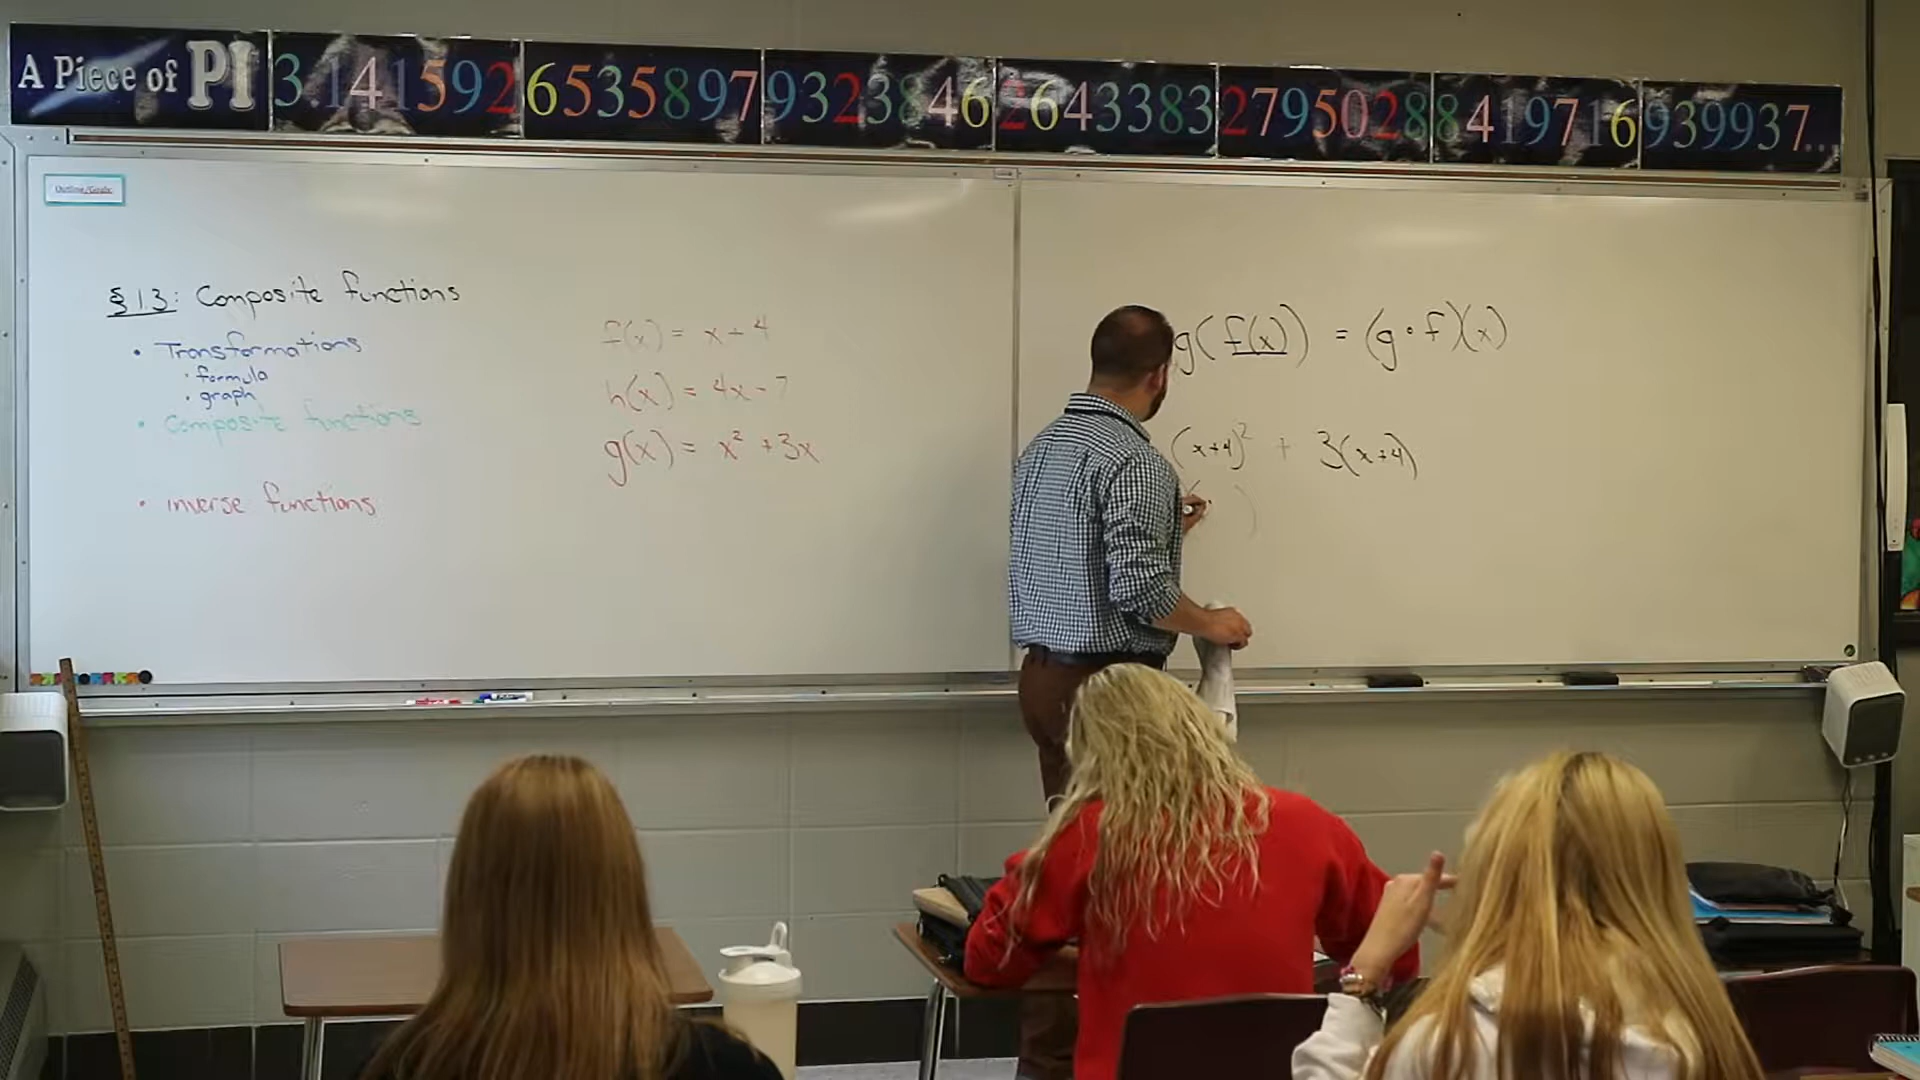 A Piece of PI 3.14159265358979323846264338327950288419716939937...
Outline/Goals:
§ 1.3: Composite functions
• Transformations
• formula
• graph
• Composite functions
• inverse functions
f(x) = x + 4
h(x) = 4x - 7
g(x) = x² + 3x
g(f(x)) = (g∘f)(x)
(x+4)² + 3(x+4)
( )